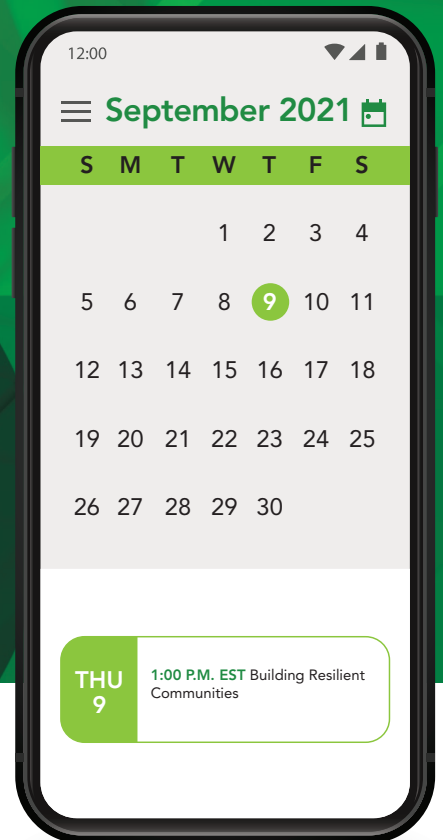 12:00
September 2021
S M T W T F S
1 2 3 4
5 6 7 8 9 10 11
12 13 14 15 16 17 18
19 20 21 22 23 24 25
26 27 28 29 30
THU
9
1:00 P.M. EST Building Resilient
Communities